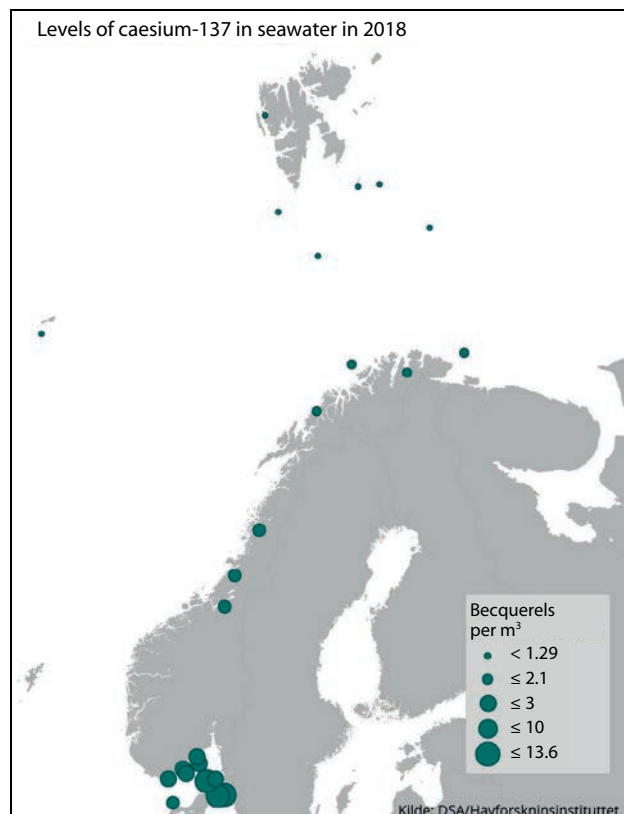 Levels of caesium-137 in seawater in 2018
Becquerels
per m³
< 1.29
≤ 2.1
≤ 3
≤ 10
≤ 13.6
Kilde: DSA/Havforskninsinstituttet